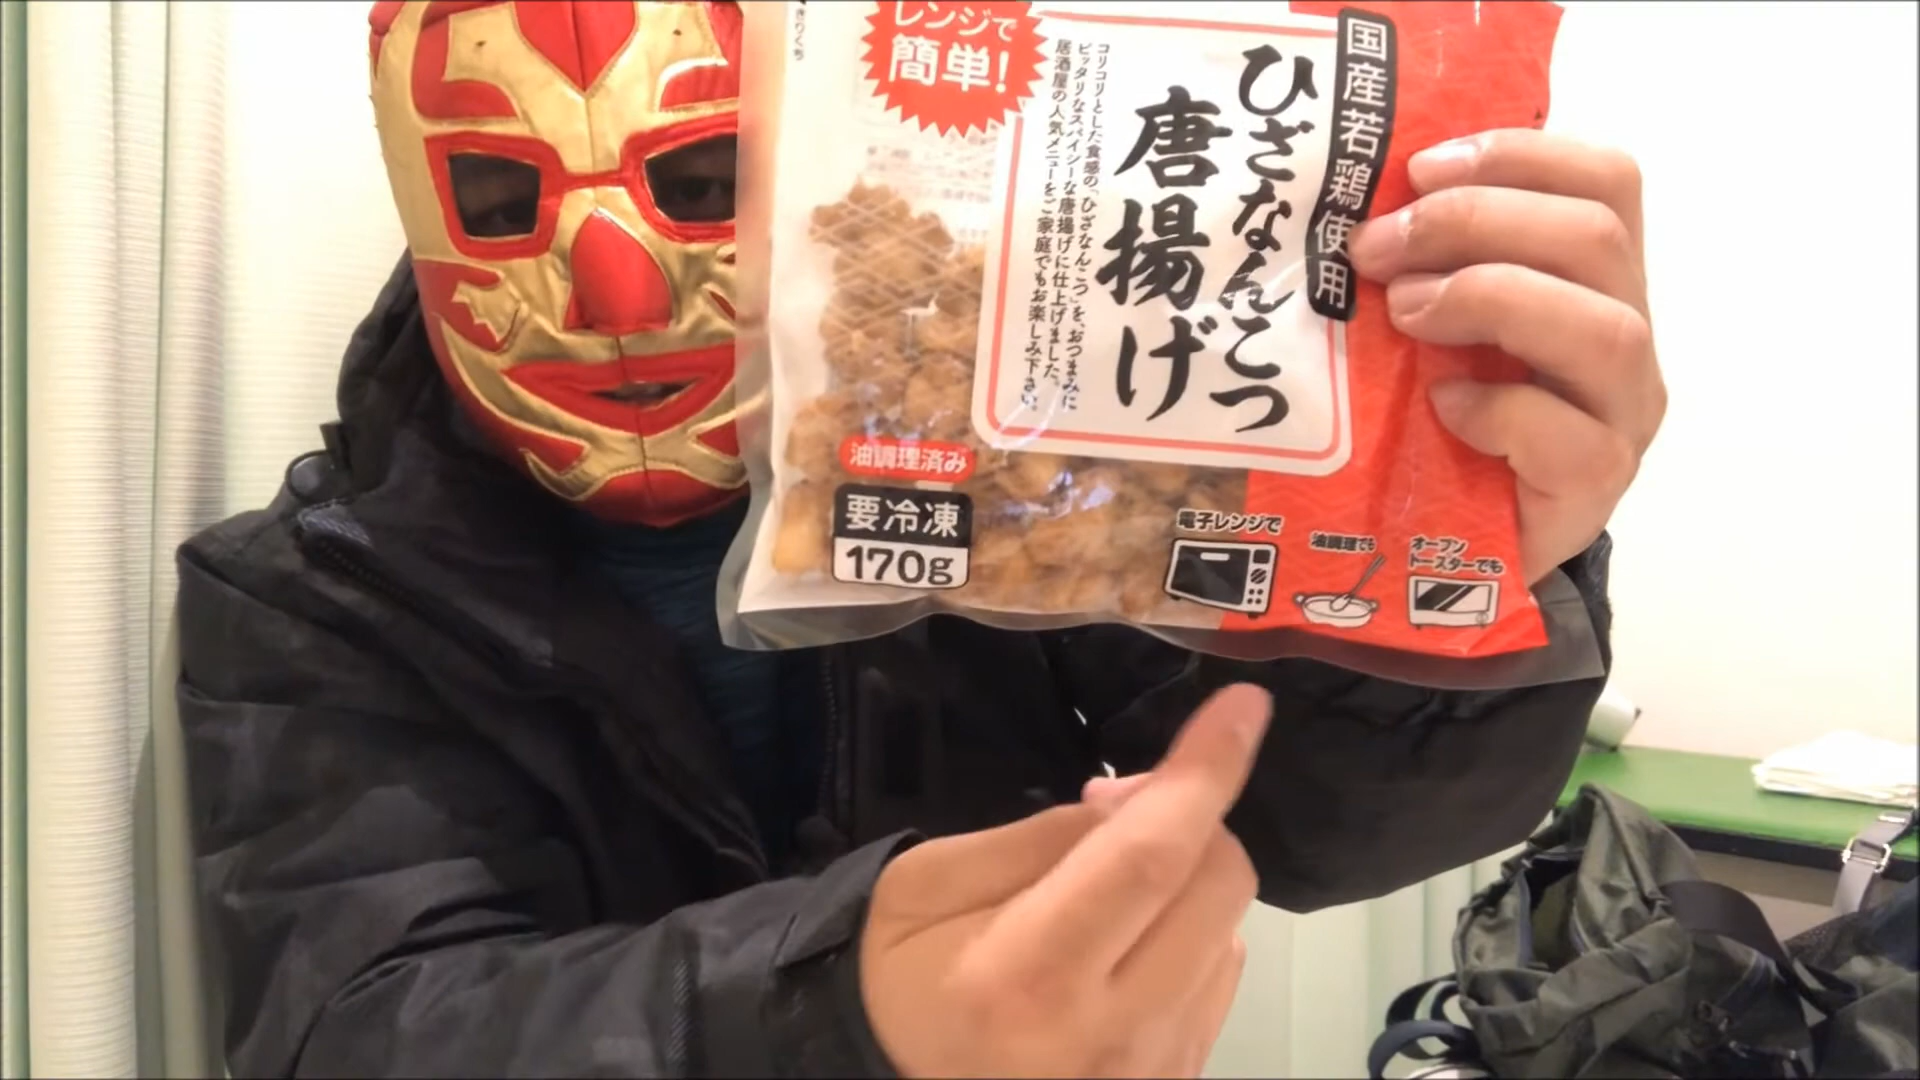 きりくち
レンジで
簡単!
国産若鶏使用
ひざなんこつ
唐揚げ
コリコリとした食感の「ひざなんこつ」を、おつまみに
ピッタリなスパイシーな唐揚げに仕上げました。
居酒屋の人気メニューをご家庭でもお楽しみ下さい。
油調理済み
要冷凍
170g
電子レンジで
油調理でも
オーブン
トースターでも